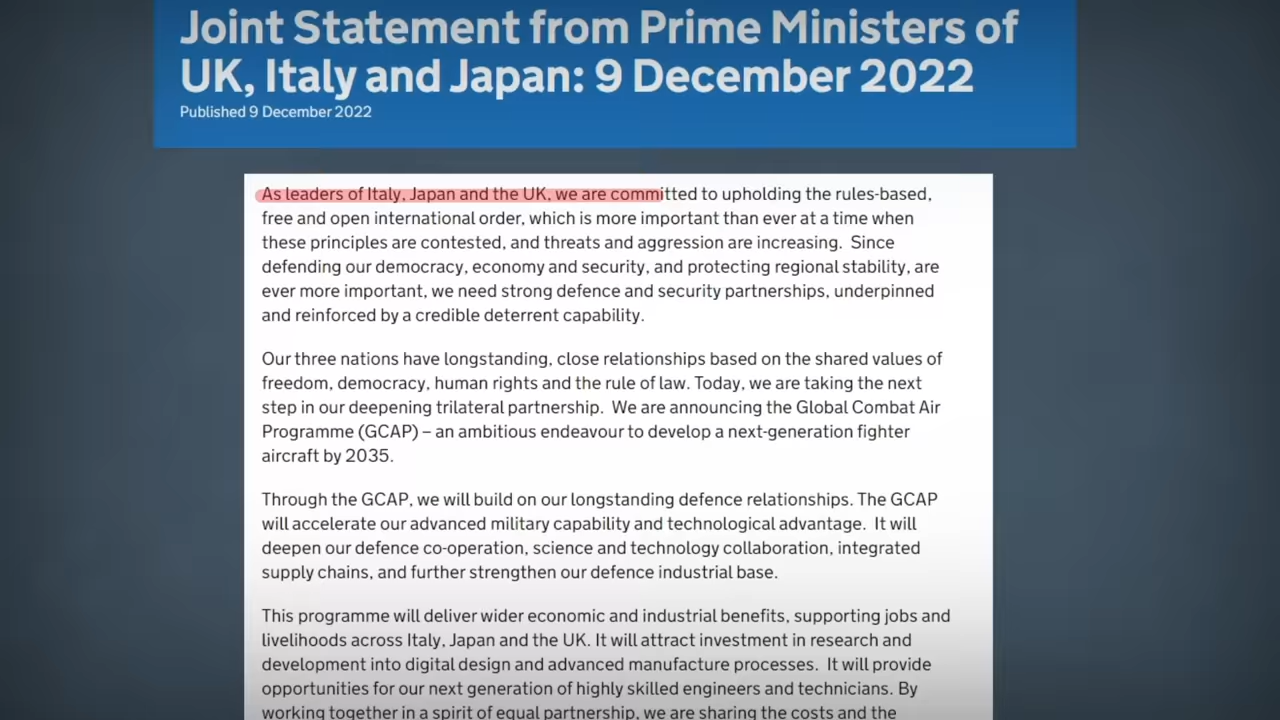 Joint Statement from Prime Ministers of
UK, Italy and Japan: 9 December 2022
Published 9 December 2022
As leaders of Italy, Japan and the UK, we are committed to upholding the rules-based,
free and open international order, which is more important than ever at a time when
these principles are contested, and threats and aggression are increasing.  Since
defending our democracy, economy and security, and protecting regional stability, are
ever more important, we need strong defence and security partnerships, underpinned
and reinforced by a credible deterrent capability.
Our three nations have longstanding, close relationships based on the shared values of
freedom, democracy, human rights and the rule of law. Today, we are taking the next
step in our deepening trilateral partnership.  We are announcing the Global Combat Air
Programme (GCAP) – an ambitious endeavour to develop a next-generation fighter
aircraft by 2035.
Through the GCAP, we will build on our longstanding defence relationships. The GCAP
will accelerate our advanced military capability and technological advantage.  It will
deepen our defence co-operation, science and technology collaboration, integrated
supply chains, and further strengthen our defence industrial base.
This programme will deliver wider economic and industrial benefits, supporting jobs and
livelihoods across Italy, Japan and the UK. It will attract investment in research and
development into digital design and advanced manufacture processes.  It will provide
opportunities for our next generation of highly skilled engineers and technicians. By
working together in a spirit of equal partnership, we are sharing the costs and the